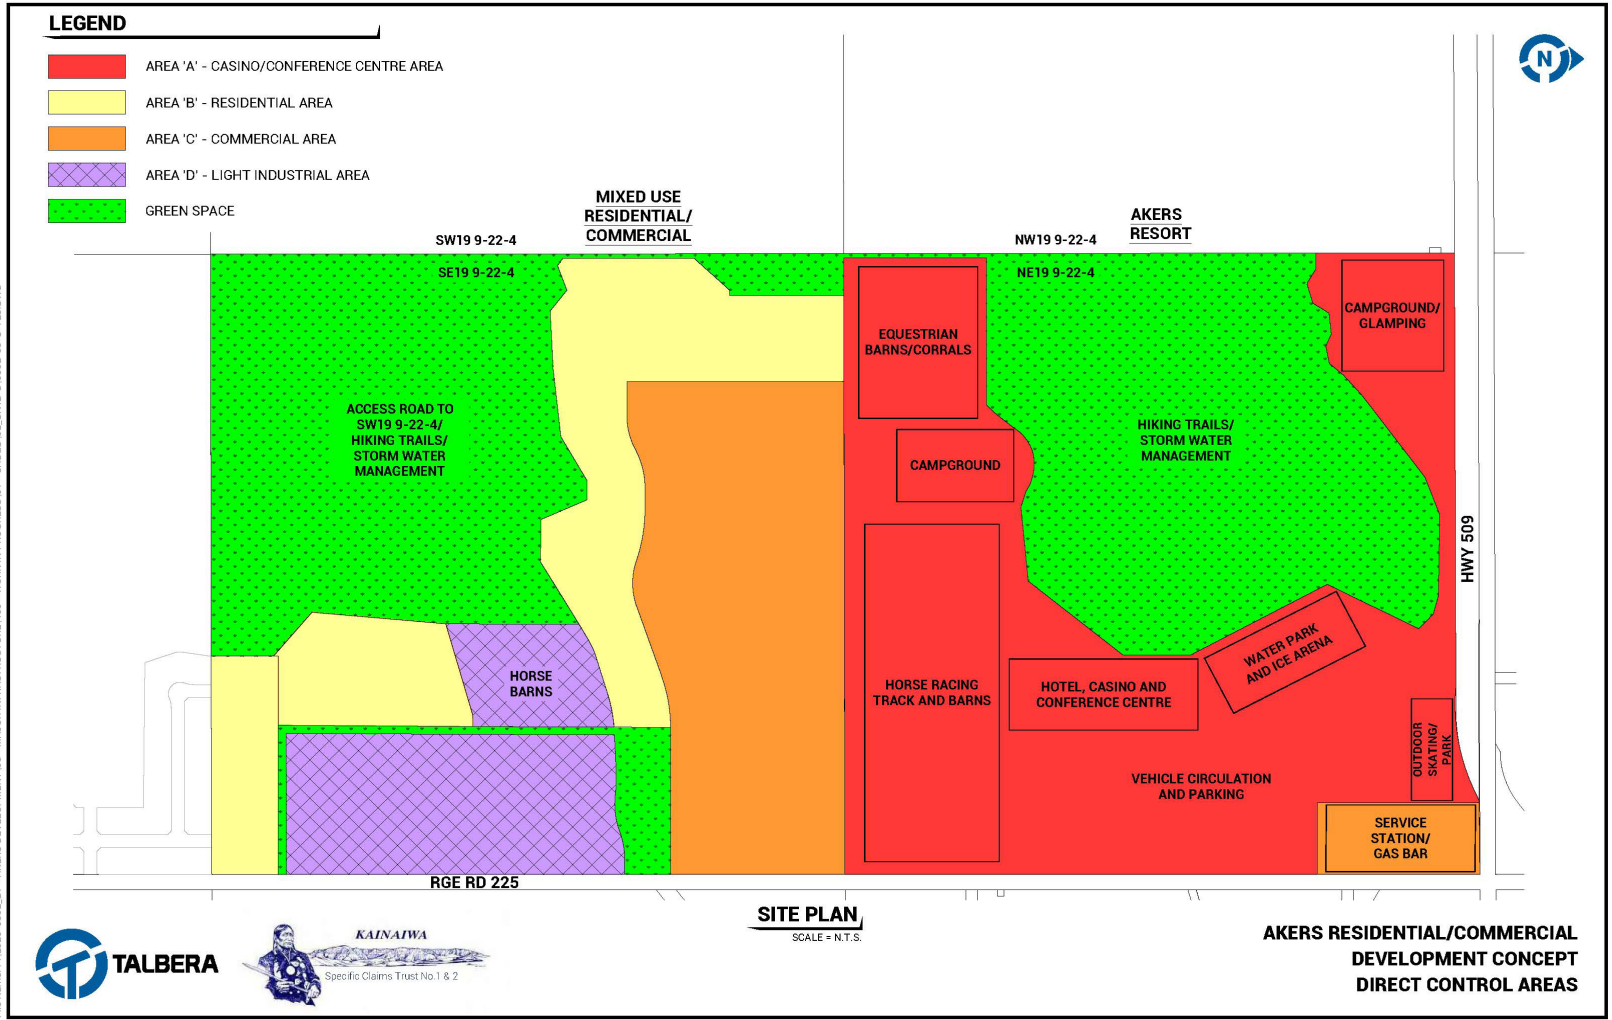 LEGEND
AREA 'A' - CASINO/CONFERENCE CENTRE AREA
AREA 'B' - RESIDENTIAL AREA
AREA 'C' - COMMERCIAL AREA
AREA 'D' - LIGHT INDUSTRIAL AREA
GREEN SPACE
N
MIXED USE
RESIDENTIAL/
COMMERCIAL
AKERS
RESORT
SW19 9-22-4
NW19 9-22-4
SE19 9-22-4
NE19 9-22-4
CAMPGROUND/
GLAMPING
EQUESTRIAN
BARNS/CORRALS
ACCESS ROAD TO
SW19 9-22-4/
HIKING TRAILS/
STORM WATER
MANAGEMENT
HIKING TRAILS/
STORM WATER
MANAGEMENT
CAMPGROUND
HWY 509
WATER PARK
AND ICE ARENA
HORSE
BARNS
HORSE RACING
TRACK AND BARNS
HOTEL, CASINO AND
CONFERENCE CENTRE
OUTDOOR
SKATING/
PARK
VEHICLE CIRCULATION
AND PARKING
SERVICE
STATION/
GAS BAR
RGE RD 225
SITE PLAN
SCALE = N.T.S.
TALBERA
KAINAIWA
Specific Claims Trust No.1 & 2
AKERS RESIDENTIAL/COMMERCIAL
DEVELOPMENT CONCEPT
DIRECT CONTROL AREAS